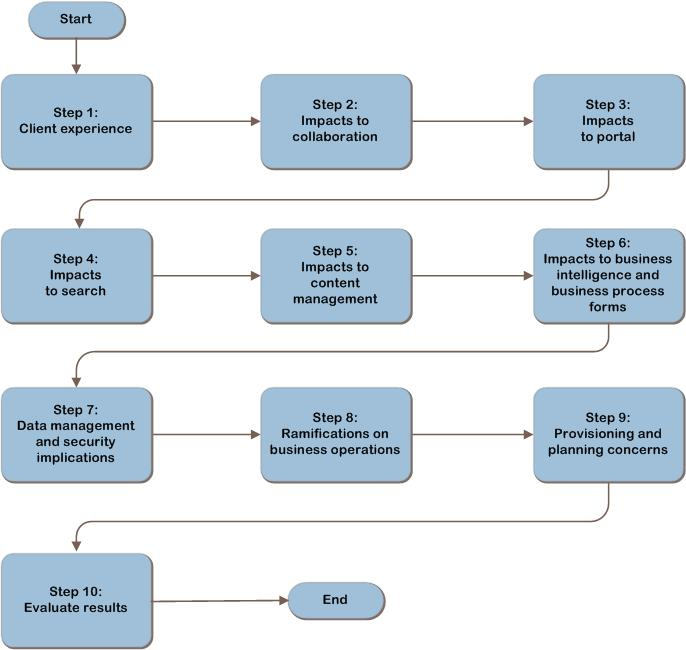 Start
Step 1:
Client experience
Step 2:
Impacts to
collaboration
Step 3:
Impacts
to portal
Step 4:
Impacts
to search
Step 5:
Impacts to
content
management
Step 6:
Impacts to business
intelligence and
business process
forms
Step 7:
Data management
and security
implications
Step 8:
Ramifications on
business operations
Step 9:
Provisioning and
planning concerns
Step 10:
Evaluate results
End